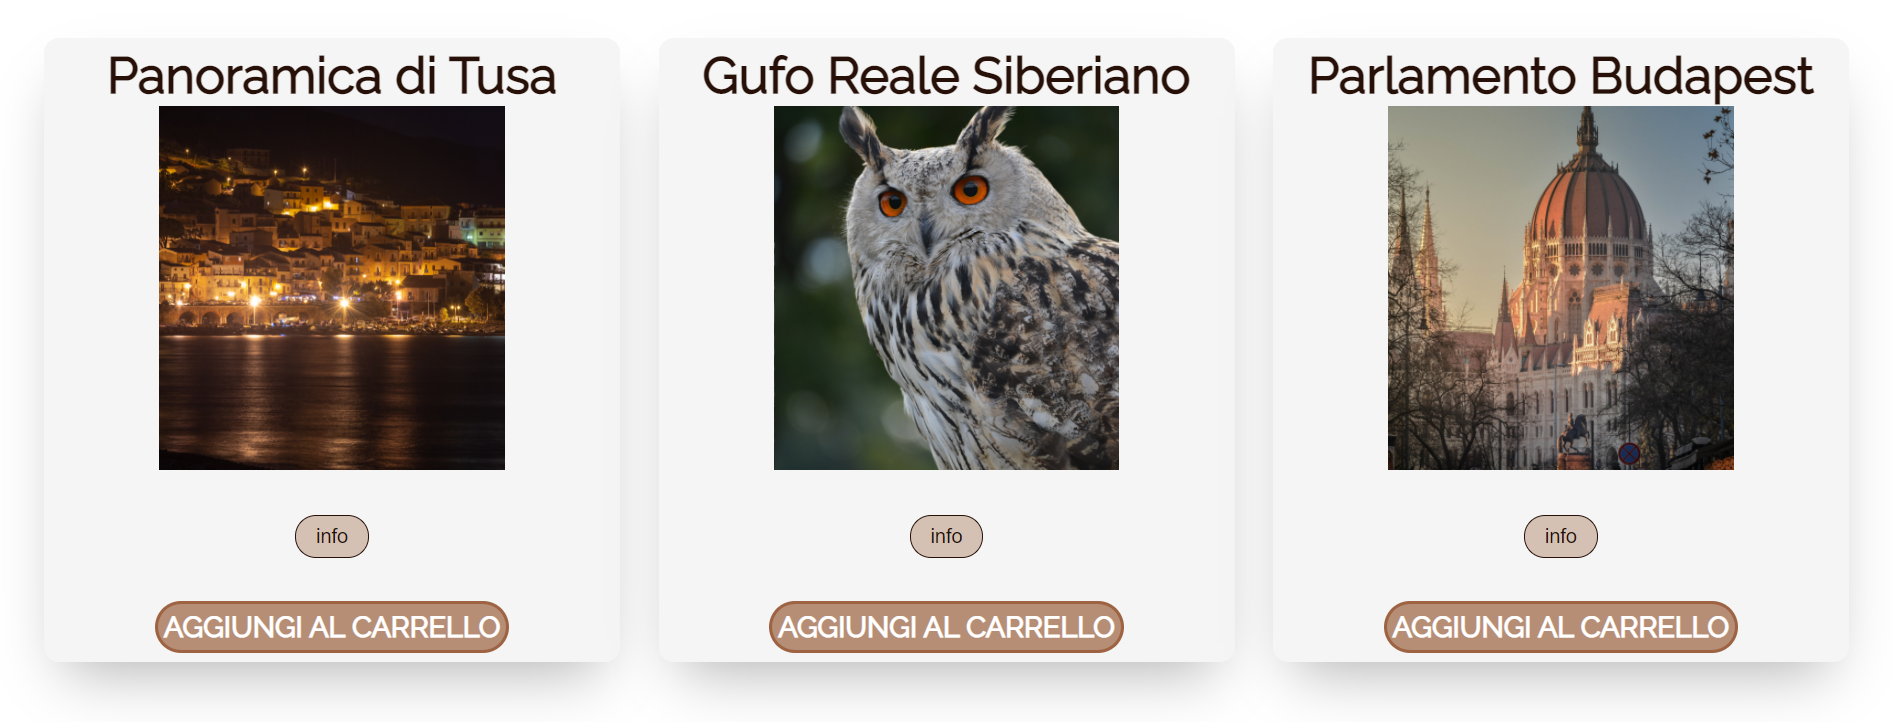 Panoramica di Tusa
Gufo Reale Siberiano
Parlamento Budapest
info
info
info
AGGIUNGI AL CARRELLO
AGGIUNGI AL CARRELLO
AGGIUNGI AL CARRELLO